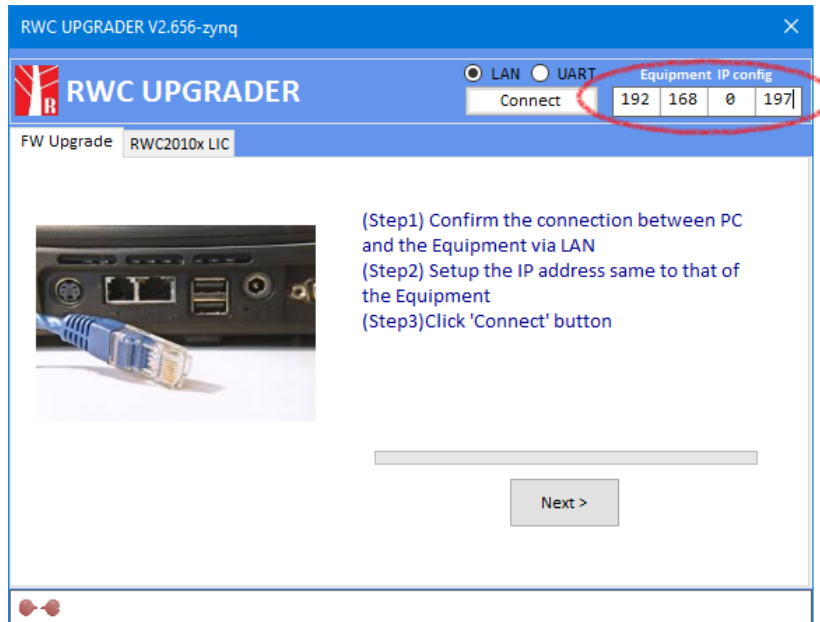 RWC UPGRADER V2.656-zynq
R
RWC UPGRADER
LAN UART
Equipment IP config
Connect
192 168 0 197
FW Upgrade RWC2010x LIC
(Step1) Confirm the connection between PC
and the Equipment via LAN
(Step2) Setup the IP address same to that of
the Equipment
(Step3)Click 'Connect' button
Next >